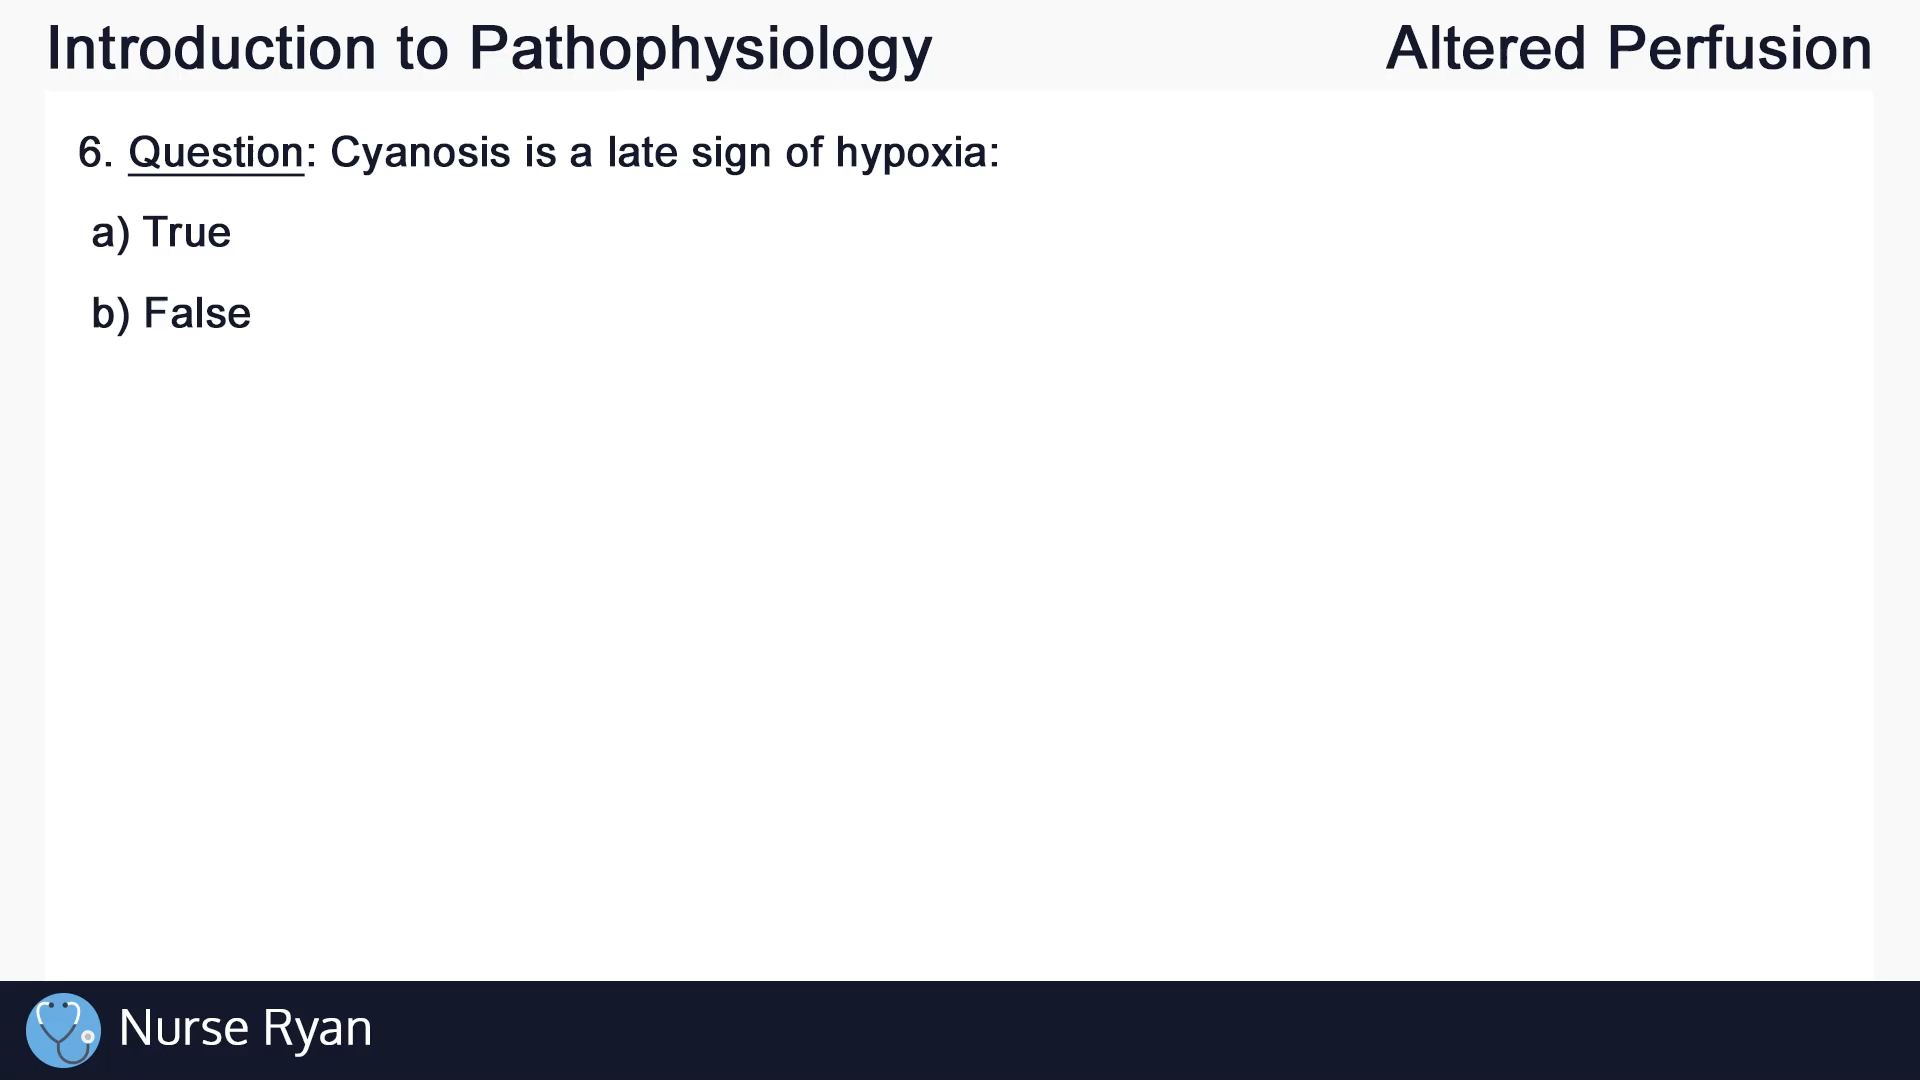 Introduction to Pathophysiology
Altered Perfusion
6. Question: Cyanosis is a late sign of hypoxia:
a) True
b) False
Nurse Ryan